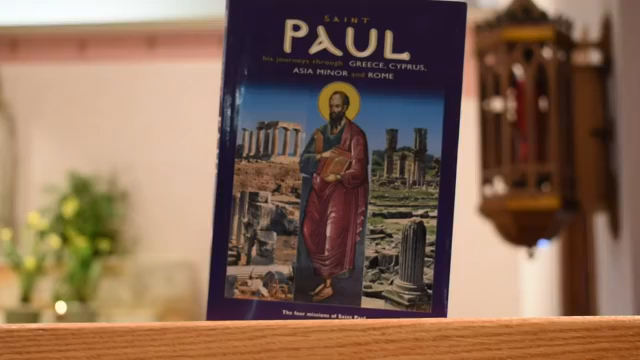 SAINT
PAUL
his journeys through GREECE, CYPRUS,
ASIA MINOR and ROME
The four missions of Saint Paul